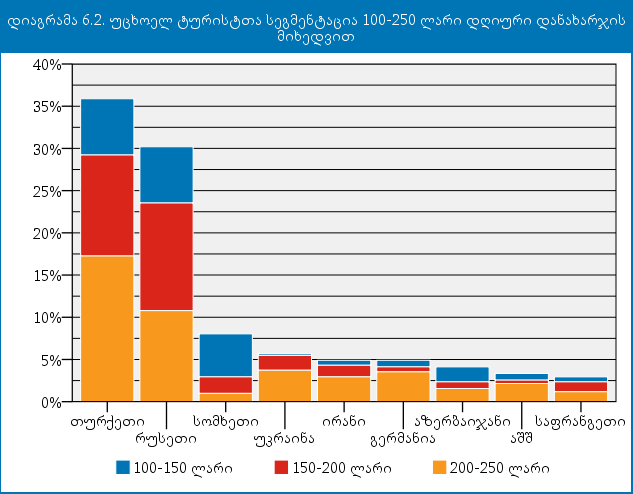 დიაგრამა 6.2. უცხოელ ტურისტთა სეგმენტაცია 100-250 ლარი დღიური დანახარჯის
მიხედვით
40%
35%
30%
25%
20%
15%
10%
5%
0%
თურქეთი
სომხეთი
ირანი
აზერბაიჯანი
საფრანგეთი
რუსეთი
უკრაინა
გერმანია
აშშ
100-150 ლარი
150-200 ლარი
200-250 ლარი